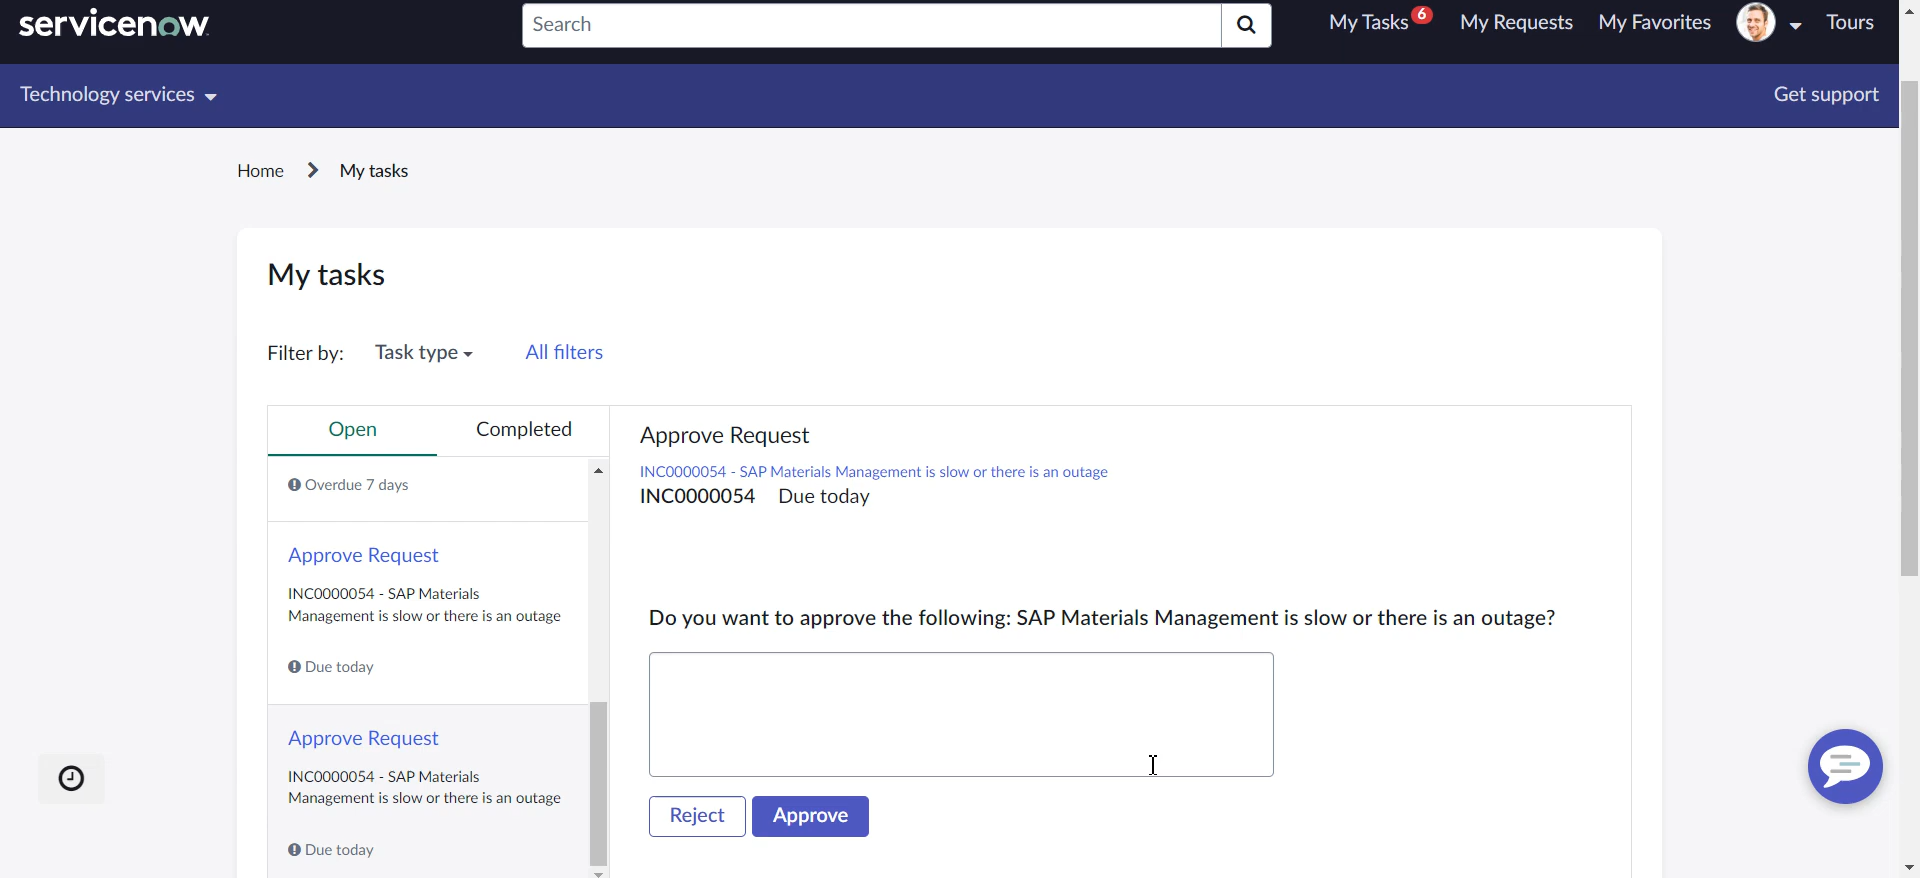 servicenow
Search
My Tasks 6
My Requests
My Favorites
Tours
Technology services
Get support
Home
My tasks
My tasks
Filter by:
Task type
All filters
Open
Completed
Overdue 7 days
Approve Request
INC0000054 - SAP Materials
Management is slow or there is an outage
Due today
Approve Request
INC0000054 - SAP Materials
Management is slow or there is an outage
Due today
Approve Request
INC0000054 - SAP Materials Management is slow or there is an outage
INC0000054 Due today
Do you want to approve the following: SAP Materials Management is slow or there is an outage?
Reject
Approve